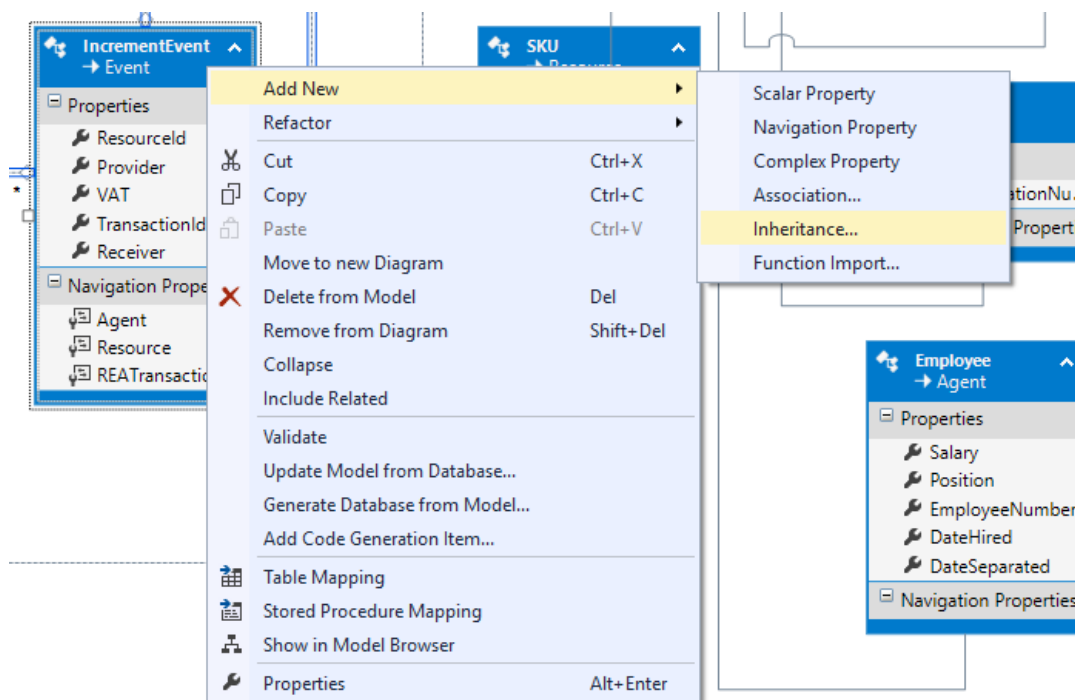 IncrementEvent
Event
Properties
ResourceId
Provider
VAT
TransactionId
Receiver
Navigation Prope
Agent
Resource
REATransactio
*
SKU
Add New
Refactor
Cut Ctrl+X
Copy Ctrl+C
Paste Ctrl+V
Move to new Diagram
Delete from Model Del
Remove from Diagram Shift+Del
Collapse
Include Related
Validate
Update Model from Database...
Generate Database from Model...
Add Code Generation Item...
Table Mapping
Stored Procedure Mapping
Show in Model Browser
Properties Alt+Enter
Scalar Property
Navigation Property
Complex Property
Association...
Inheritance...
Function Import...
ationNu.
Propert
Employee
Agent
Properties
Salary
Position
EmployeeNumber
DateHired
DateSeparated
Navigation Properties